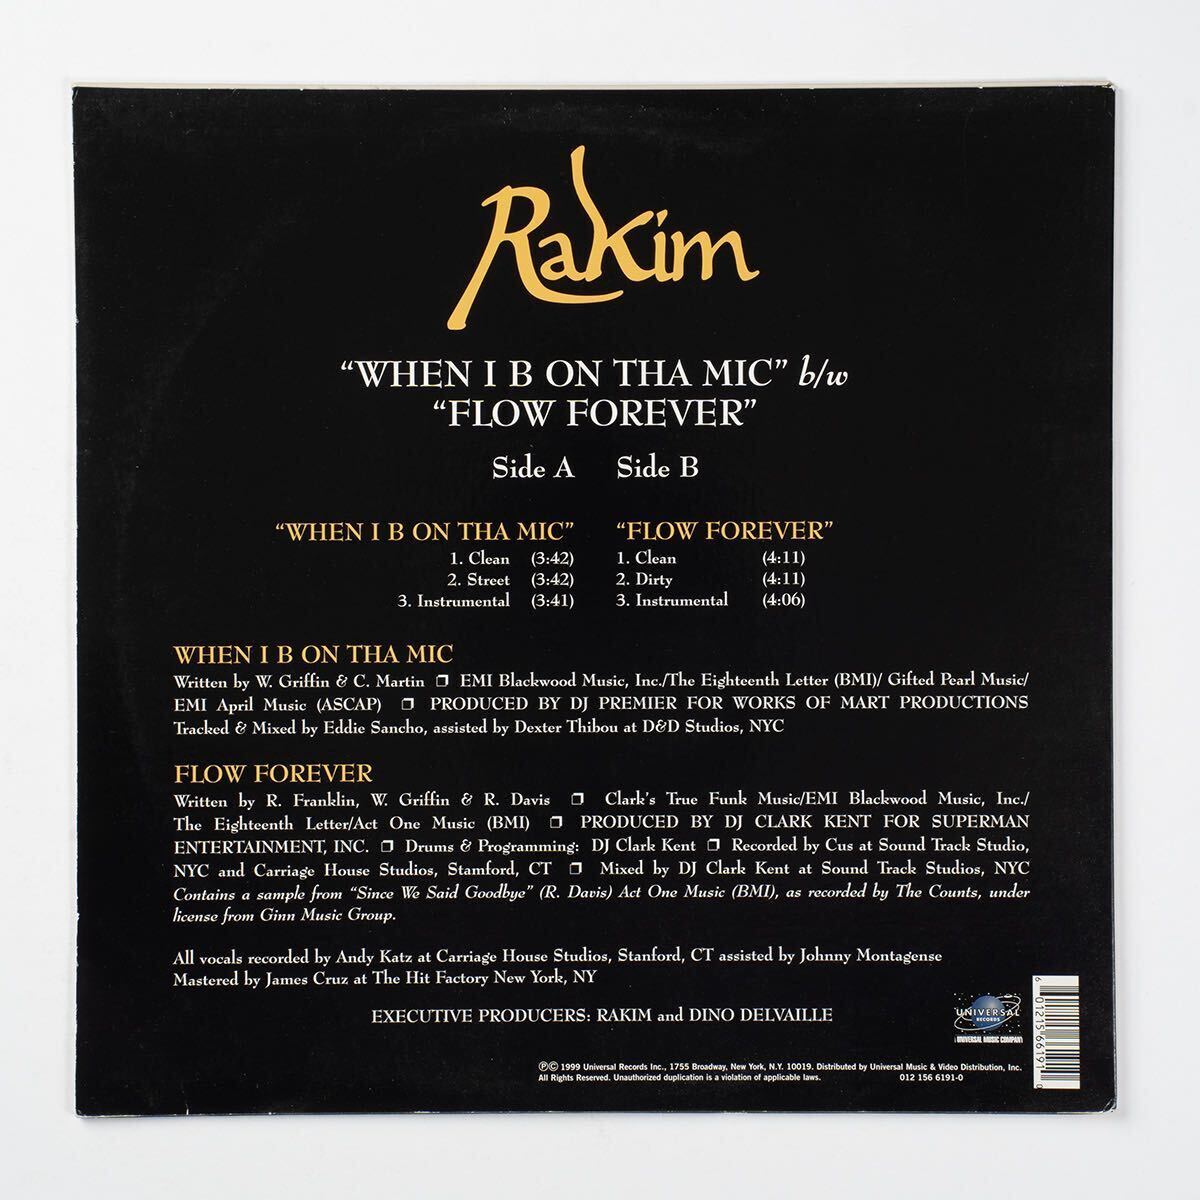 Rakim
“WHEN I B ON THA MIC” b/w
“FLOW FOREVER”
Side A Side B
“WHEN I B ON THA MIC” “FLOW FOREVER”
1. Clean (3:42) 1. Clean (4:11)
2. Street (3:42) 2. Dirty (4:11)
3. Instrumental (3:41) 3. Instrumental (4:06)
WHEN I B ON THA MIC
Written by W. Griffin & C. Martin ❒ EMI Blackwood Music, Inc./The Eighteenth Letter (BMI)/ Gifted Pearl Music/
EMI April Music (ASCAP) ❒ PRODUCED BY DJ PREMIER FOR WORKS OF MART PRODUCTIONS
Tracked & Mixed by Eddie Sancho, assisted by Dexter Thibou at D&D Studios, NYC
FLOW FOREVER
Written by R. Franklin, W. Griffin & R. Davis ❒ Clark's True Funk Music/EMI Blackwood Music, Inc./
The Eighteenth Letter/Act One Music (BMI) ❒ PRODUCED BY DJ CLARK KENT FOR SUPERMAN
ENTERTAINMENT, INC. ❒ Drums & Programming: DJ Clark Kent ❒ Recorded by Cus at Sound Track Studio,
NYC and Carriage House Studios, Stamford, CT ❒ Mixed by DJ Clark Kent at Sound Track Studios, NYC
Contains a sample from “Since We Said Goodbye” (R. Davis) Act One Music (BMI), as recorded by The Counts, under
license from Ginn Music Group.
All vocals recorded by Andy Katz at Carriage House Studios, Stanford, CT assisted by Johnny Montagense
Mastered by James Cruz at The Hit Factory New York, NY
EXECUTIVE PRODUCERS: RAKIM and DINO DELVAILLE
UNIVERSAL
RECORDS
A UNIVERSAL MUSIC COMPANY
6 01215 66191 0
℗© 1999 Universal Records Inc., 1755 Broadway, New York, N.Y. 10019. Distributed by Universal Music & Video Distribution, Inc.
All Rights Reserved. Unauthorized duplication is a violation of applicable laws. 012 156 6191-0